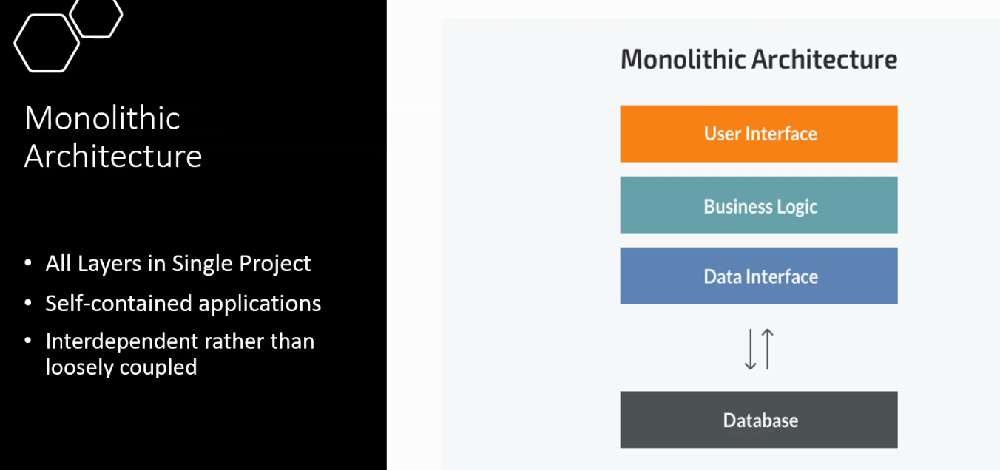 Monolithic
Architecture
• All Layers in Single Project
• Self-contained applications
• Interdependent rather than
loosely coupled
Monolithic Architecture
User Interface
Business Logic
Data Interface
Database